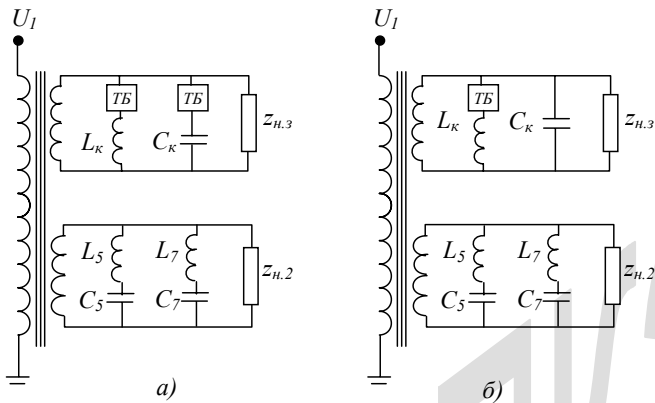 U₁ U₁
ТБ ТБ ТБ
Lк Cк zн.з Lк Cк zн.з
L₅ L₇ L₅ L₇
C₅ C₇ zн.2 C₅ C₇ zн.2
а) б)